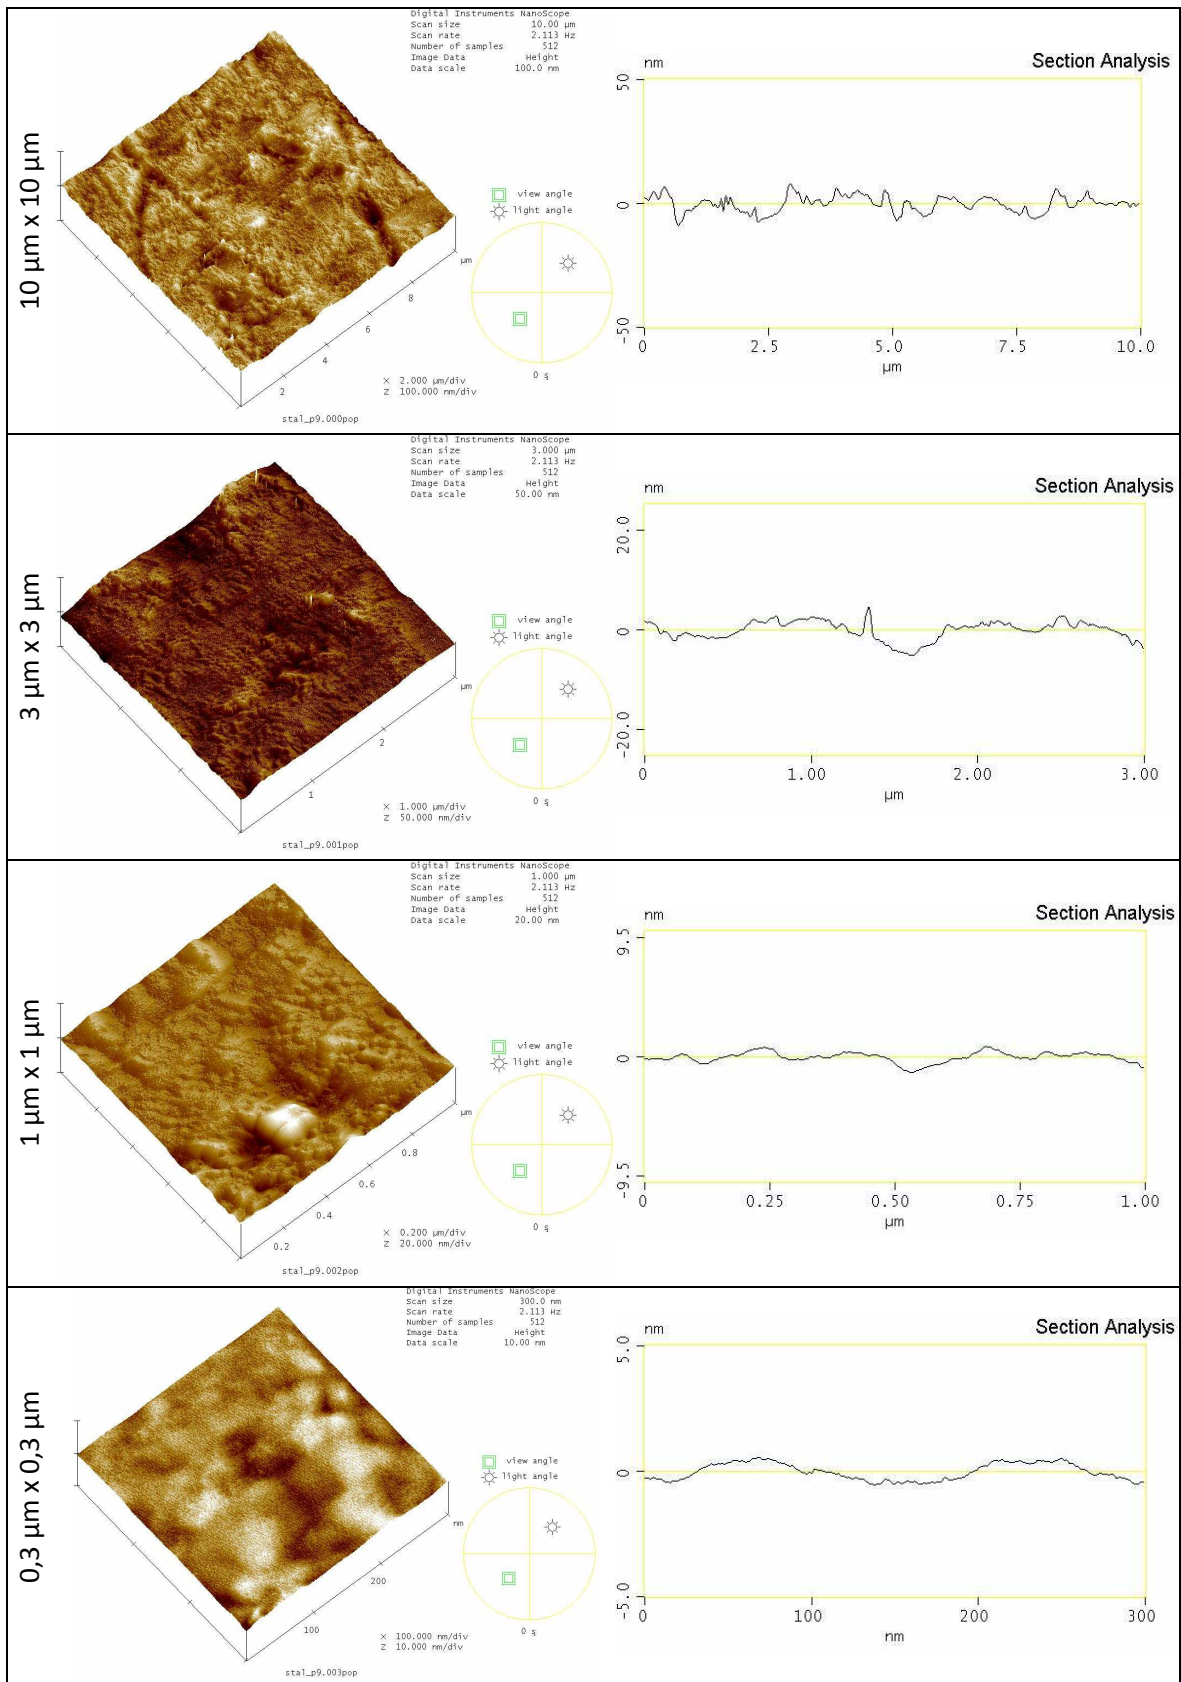 10 µm x 10 µm
Digital Instruments NanoScope
Scan size 10.00 µm
Scan rate 2.113 Hz
Number of samples 512
Image Data Height
Data scale 100.0 nm
view angle
light angle
0 §
µm
8
6
4
2
X 2.000 µm/div
Z 100.000 nm/div
stal_p9.000pop
Section Analysis
nm
50
0
-50
0 2.5 5.0 7.5 10.0
µm
3 µm x 3 µm
Digital Instruments NanoScope
Scan size 3.000 µm
Scan rate 2.113 Hz
Number of samples 512
Image Data Height
Data scale 50.00 nm
view angle
light angle
0 §
µm
2
1
X 1.000 µm/div
Z 50.000 nm/div
stal_p9.001pop
Section Analysis
nm
20.0
0
-20.0
0 1.00 2.00 3.00
µm
1 µm x 1 µm
Digital Instruments NanoScope
Scan size 1.000 µm
Scan rate 2.113 Hz
Number of samples 512
Image Data Height
Data scale 20.00 nm
view angle
light angle
0 §
µm
0.8
0.6
0.4
0.2
X 0.200 µm/div
Z 20.000 nm/div
stal_p9.002pop
Section Analysis
nm
9.5
0
-9.5
0 0.25 0.50 0.75 1.00
µm
0,3 µm x 0,3 µm
Digital Instruments NanoScope
Scan size 300.0 nm
Scan rate 2.113 Hz
Number of samples 512
Image Data Height
Data scale 10.00 nm
view angle
light angle
0 §
nm
200
100
X 100.000 nm/div
Z 10.000 nm/div
stal_p9.003pop
Section Analysis
nm
5.0
0
-5.0
0 100 200 300
nm